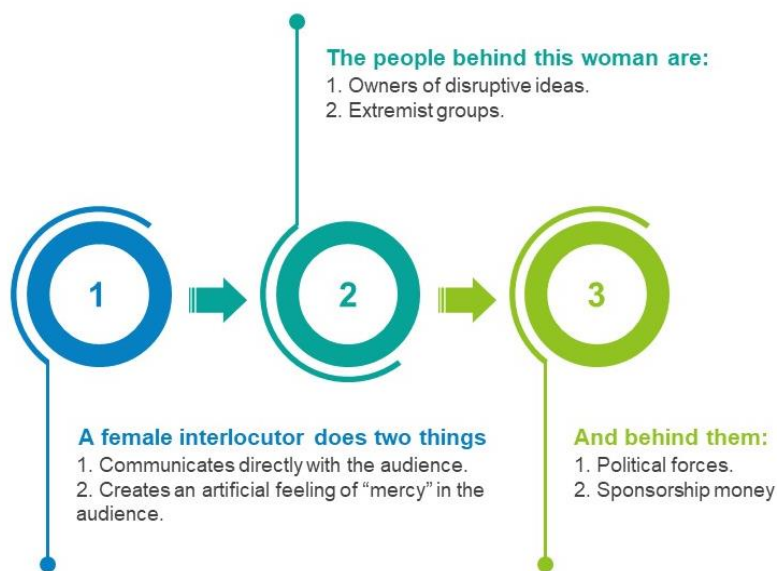 The people behind this woman are:
1. Owners of disruptive ideas.
2. Extremist groups.
1
2
3
A female interlocutor does two things
1. Communicates directly with the audience.
2. Creates an artificial feeling of “mercy” in the
audience.
And behind them:
1. Political forces.
2. Sponsorship money